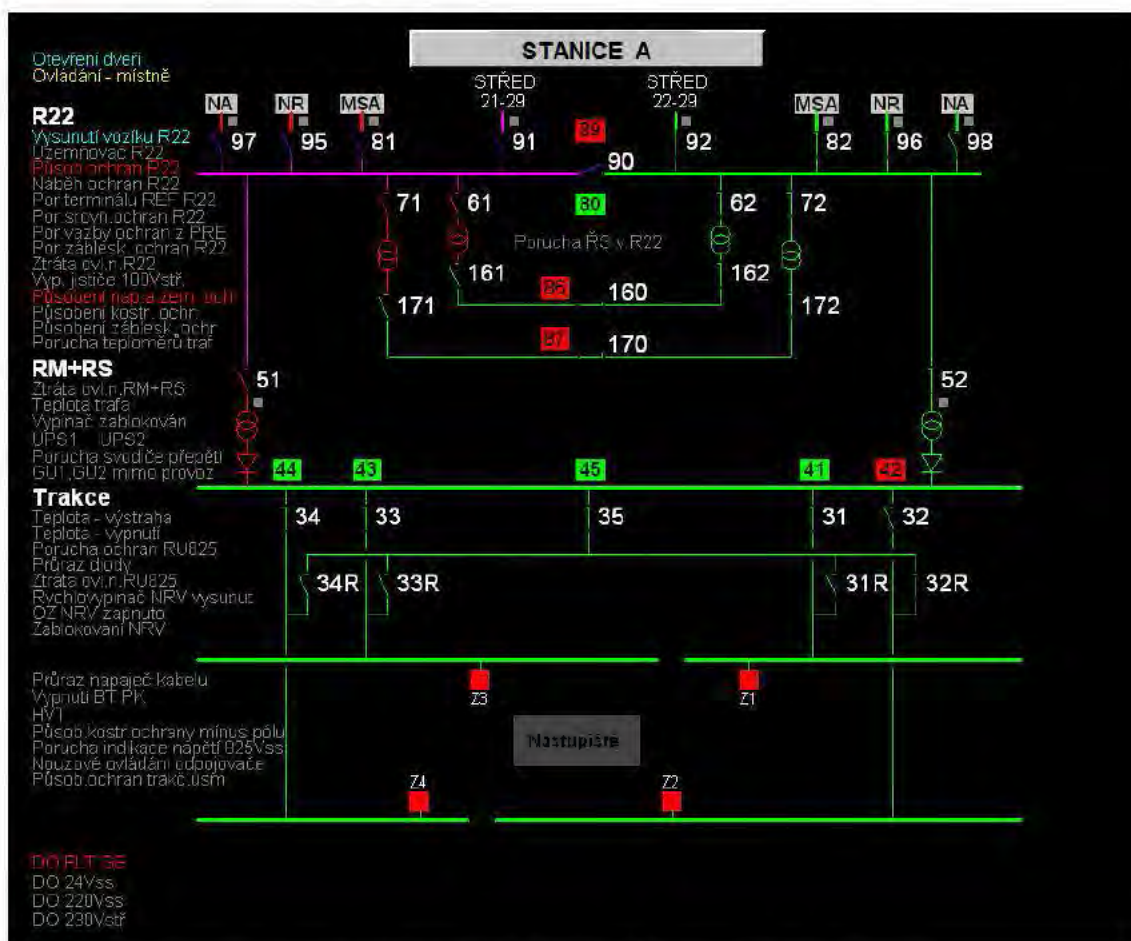 STANICE A
Otevření dveří
Ovládání - místně
STŘED
21-29
STŘED
22-29
NA
NR
MSA
MSA
NR
NA
R22
Vysunutí vozíku R22
Uzemňovač R22
Působ.ochran R22
Náběh ochran R22
Por.terminálu REF R22
Por.srovn.ochran R22
Por.vazby ochran z PRE
Por.záblesk.ochran R22
Ztráta ovl.n.R22
Vyp. jističe 100Vstř.
Působení nap.a zem. och
Působení kostr. ochr.
Působení záblesk.ochr
Porucha teploměrů traf
97
95
81
91
89
90
92
82
96
98
71
61
80
62
72
Porucha ŘS v R22
161
86
160
162
171
87
170
172
RM+RS
Ztráta ovl.n.RM+RS
Teplota trafa
Vypínač zablokován
UPS1 UPS2
Porucha svodiče přepětí
GU1,GU2 mimo provoz
51
52
44
43
45
41
42
Trakce
Teplota - výstraha
Teplota - vypnutí
Porucha ochran RU825
Průraz diody
Ztráta ovl.n.RU825
Rychlovypínač NRV vysunut
OZ NRV zapnuto
Zablokování NRV
34
33
35
31
32
34R
33R
31R
32R
Průraz napáječ kabelu
Vypnutí BT PK
HV1
Působ.kostr ochrany mínus pólu
Porucha indikace napětí 825Vss
Nouzové ovládání odpojovače
Působ.ochran trakč.úsm
Z3
Z1
Nástupiště
Z4
Z2
DO FLT GE
DO 24Vss
DO 220Vss
DO 230Vstř